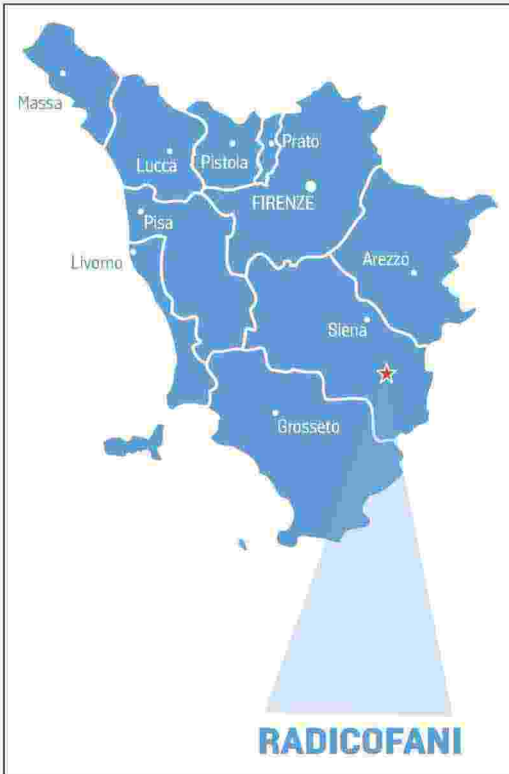 Massa
Lucca
Pistoia
Prato
FIRENZE
Pisa
Livorno
Arezzo
Siena
Grosseto
RADICOFANI